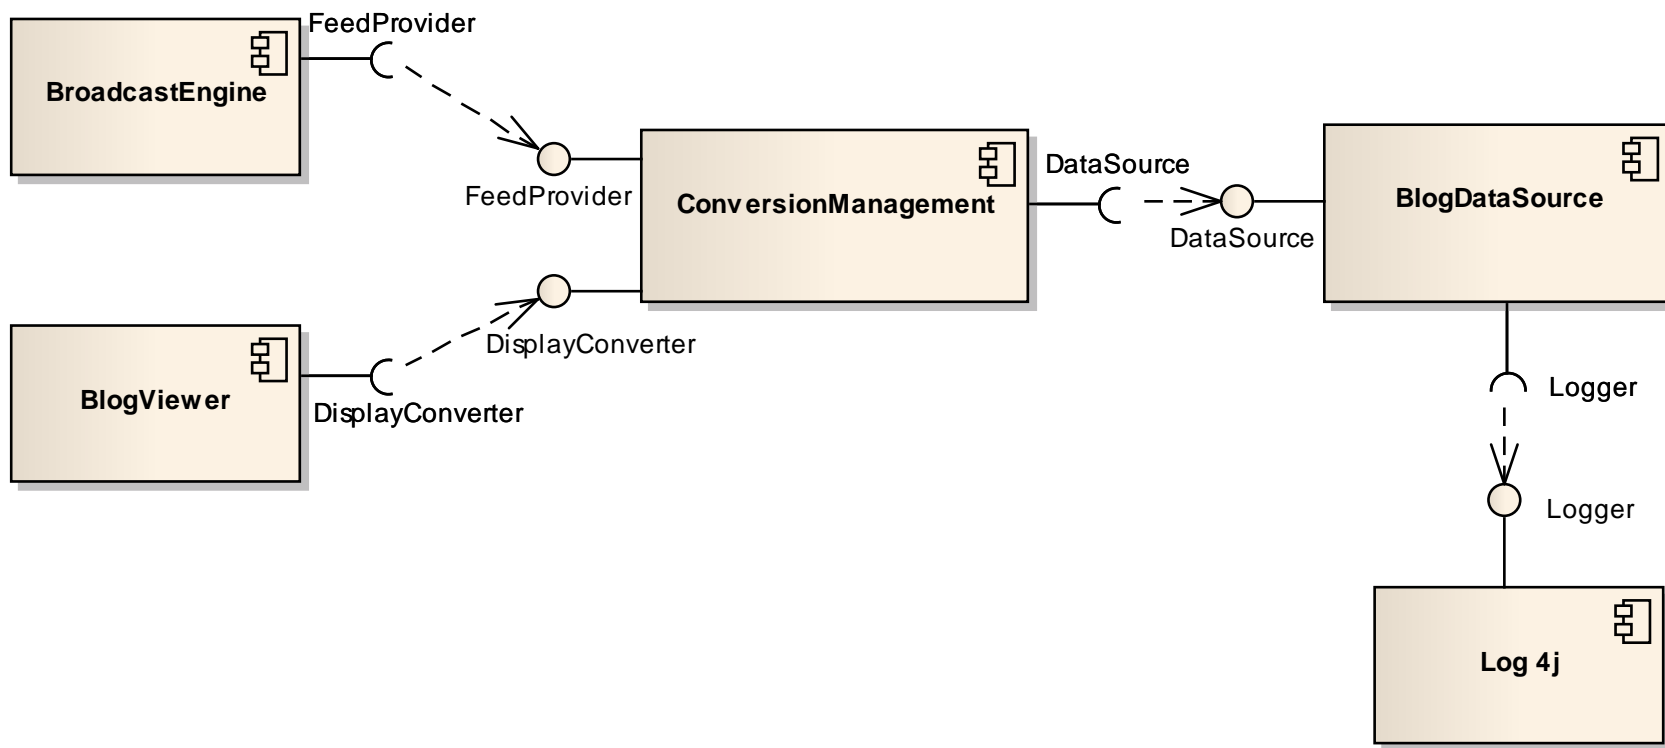 FeedProvider
BroadcastEngine
FeedProvider
ConversionManagement
DataSource
DataSource
BlogDataSource
DisplayConverter
BlogViewer
DisplayConverter
Logger
Logger
Log 4j